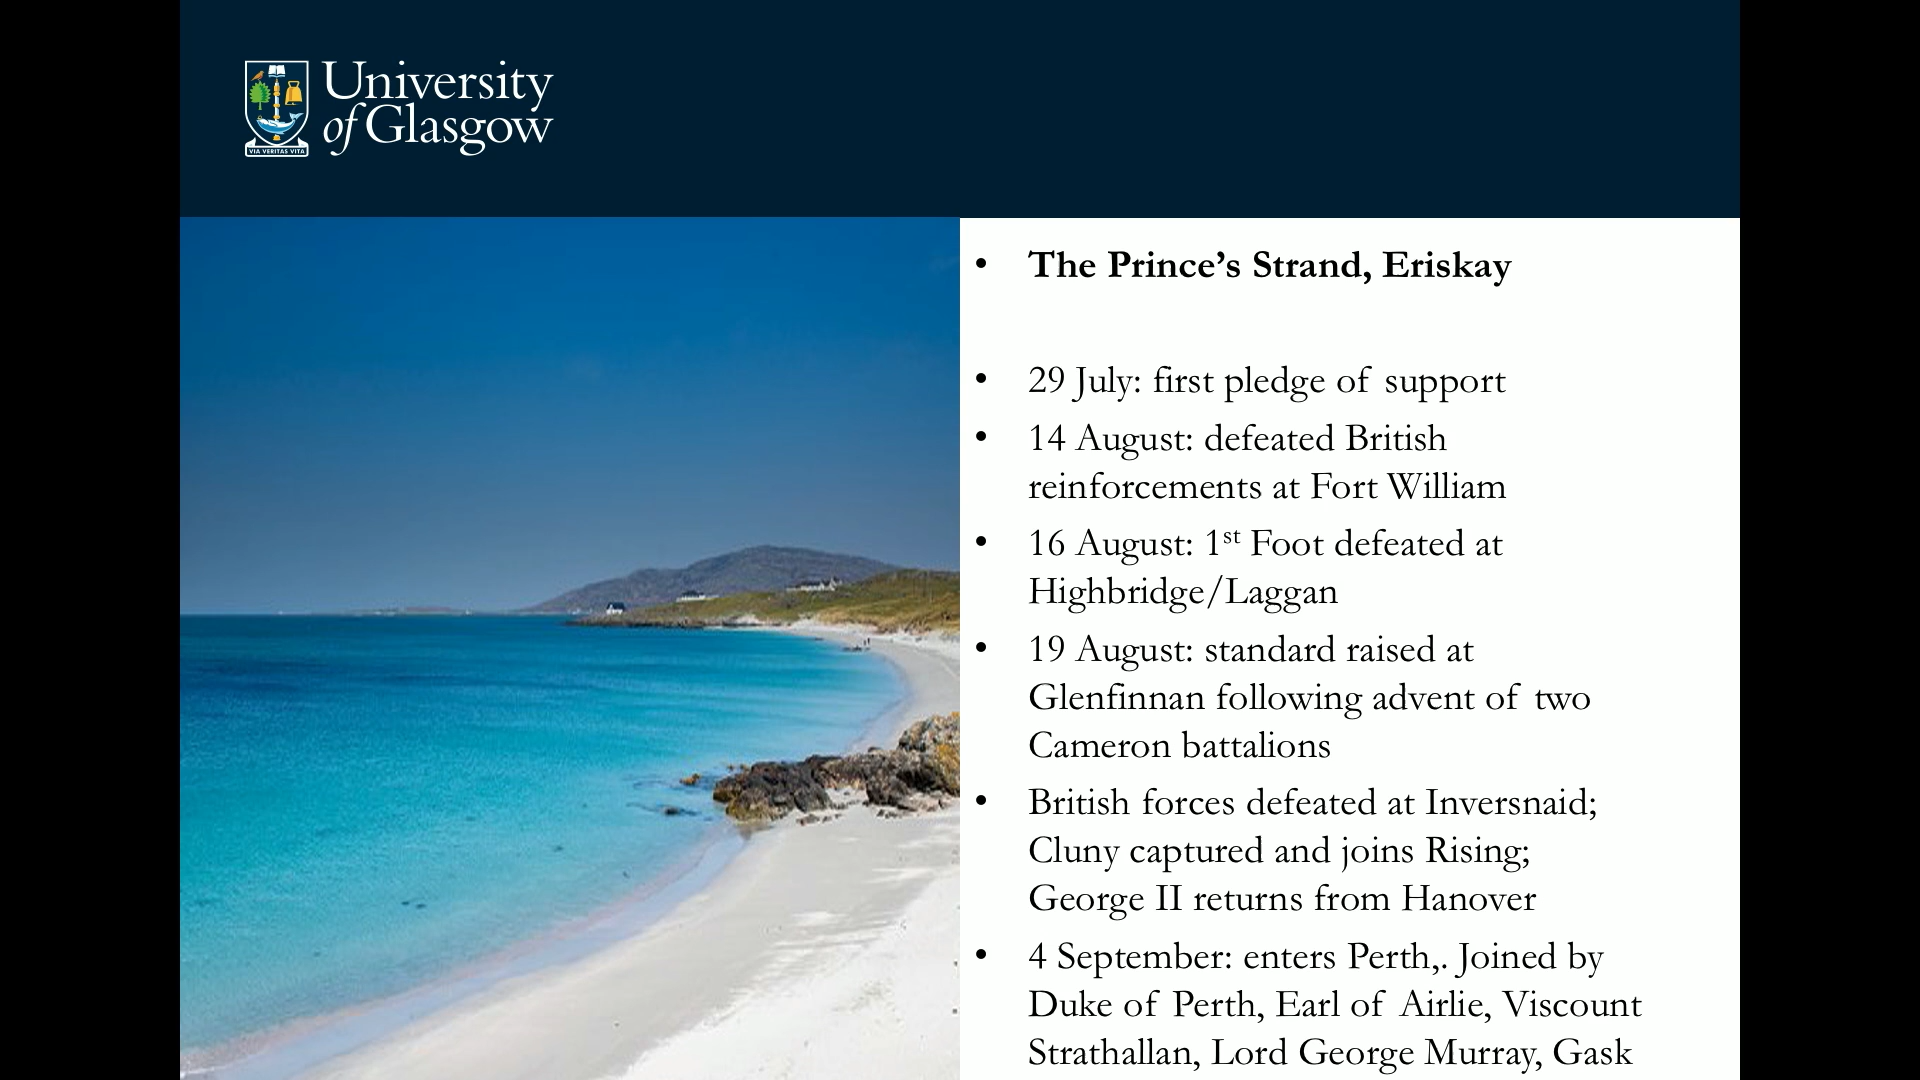 University
of Glasgow
VIA VERITAS VITA
• The Prince’s Strand, Eriskay
• 29 July: first pledge of support
• 14 August: defeated British
reinforcements at Fort William
• 16 August: 1st Foot defeated at
Highbridge/Laggan
• 19 August: standard raised at
Glenfinnan following advent of two
Cameron battalions
• British forces defeated at Inversnaid;
Cluny captured and joins Rising;
George II returns from Hanover
• 4 September: enters Perth,. Joined by
Duke of Perth, Earl of Airlie, Viscount
Strathallan, Lord George Murray, Gask